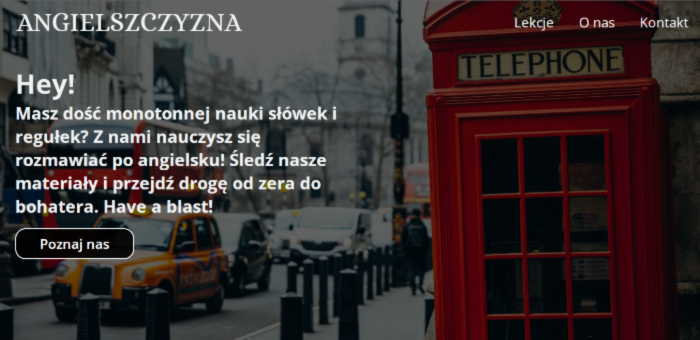 ANGIELSZCZYZNA
Lekcje O nas Kontakt
TELEPHONE
Hey!
Masz dość monotonnej nauki słówek i
regułek? Z nami nauczysz się
rozmawiać po angielsku! Śledź nasze
materiały i przejdź drogę od zera do
bohatera. Have a blast!
Poznaj nas